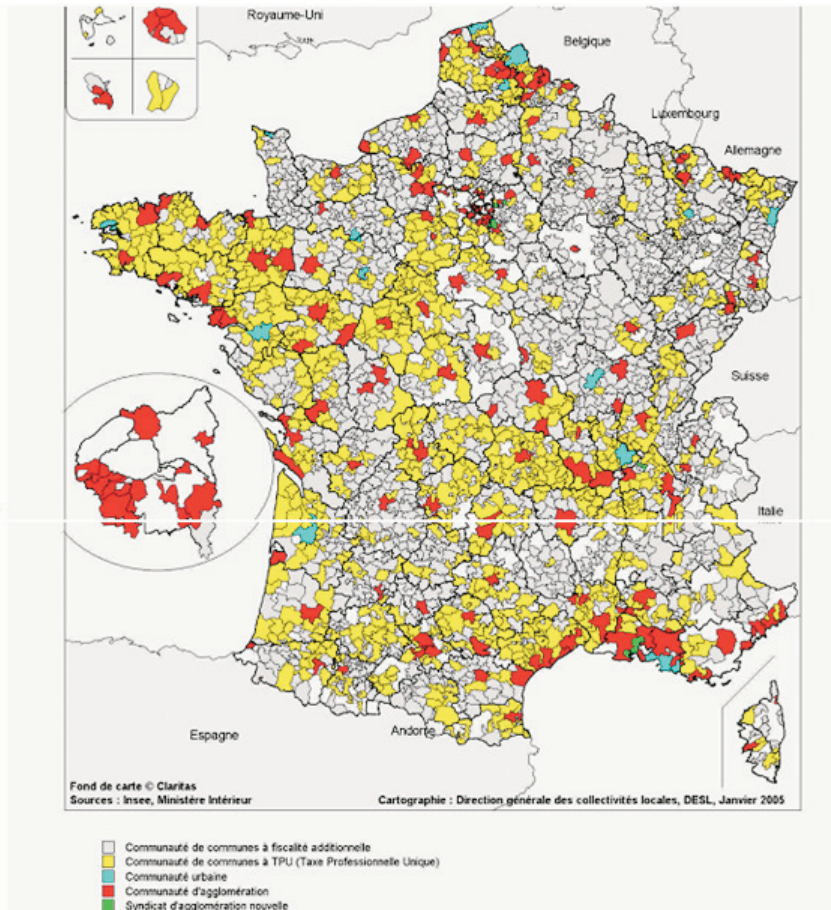 Royaume-Uni
Belgique
Luxembourg
Allemagne
Suisse
Italie
Espagne
Andorre
Fond de carte © Claritas
Sources : Insee, Ministère Intérieur
Cartographie : Direction générale des collectivités locales, DESL, Janvier 2005
Communauté de communes à fiscalité additionnelle
Communauté de communes à TPU (Taxe Professionnelle Unique)
Communauté urbaine
Communauté d'agglomération
Syndicat d'agglomération nouvelle